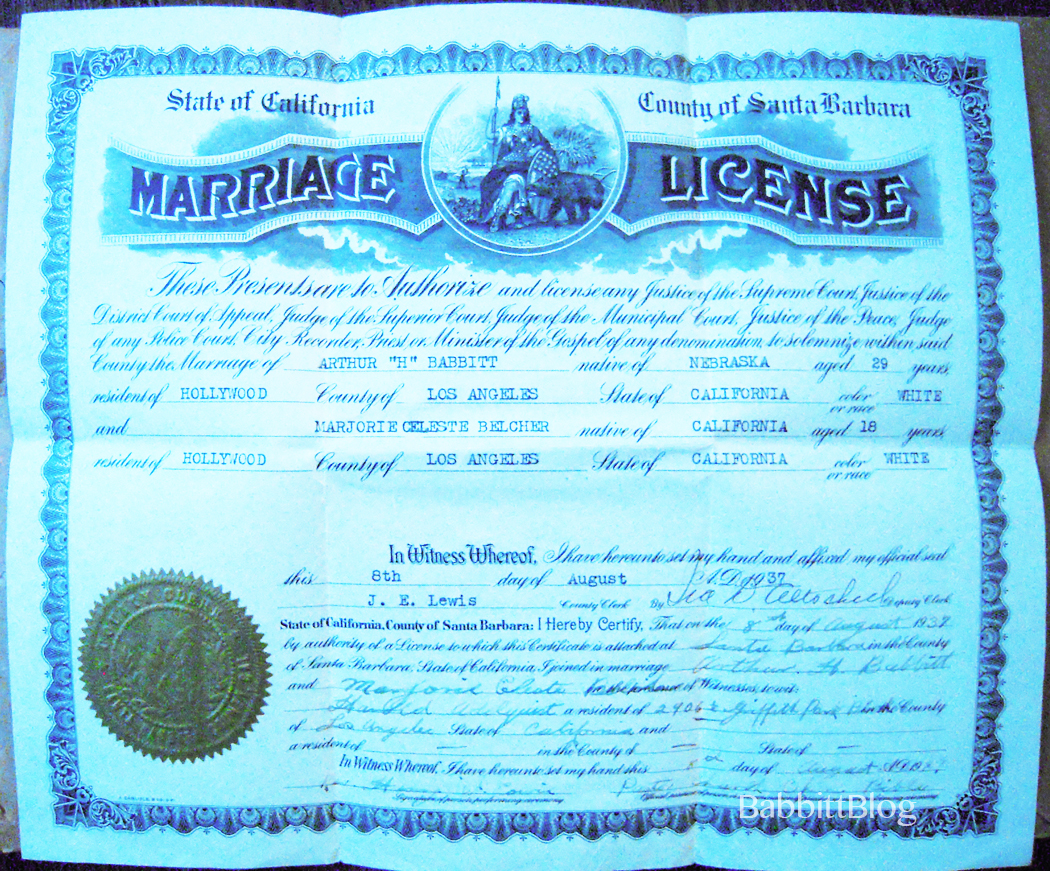 State of California County of Santa Barbara
MARRIAGE LICENSE
These Presents are to Authorize and license any Justice of the Supreme Court, Justice of the
District Court of Appeal, Judge of the Superior Court, Judge of the Municipal Court, Justice of the Peace, Judge
of any Police Court, City Recorder, Priest or Minister of the Gospel of any denomination, to solemnize within said
County the Marriage of ARTHUR "H" BABBITT native of NEBRASKA aged 29 years,
resident of HOLLYWOOD County of LOS ANGELES State of CALIFORNIA color or race WHITE
and MARJORIE CELESTE BELCHER native of CALIFORNIA aged 18 years,
resident of HOLLYWOOD County of LOS ANGELES State of CALIFORNIA color or race WHITE
In Witness Whereof, I have hereunto set my hand and affixed my official seal
this 8th day of August A.D. 1937
J. E. Lewis County Clerk By Deputy Clerk
State of California, County of Santa Barbara: I Hereby Certify, That on the 8th day of August 1937
by authority of a License to which this Certificate is attached at Santa Barbara in the County
of Santa Barbara, State of California, I joined in marriage Arthur H Babbitt
and Marjorie Celeste in the presence of Witnesses, to wit:
a resident of 2906 Griffith Park in the County
of Los Angeles State of California and
a resident of — in the County of — State of —
In Witness Whereof, I have hereunto set my hand this 8 day of August A.D. 1937
BabbittBlog